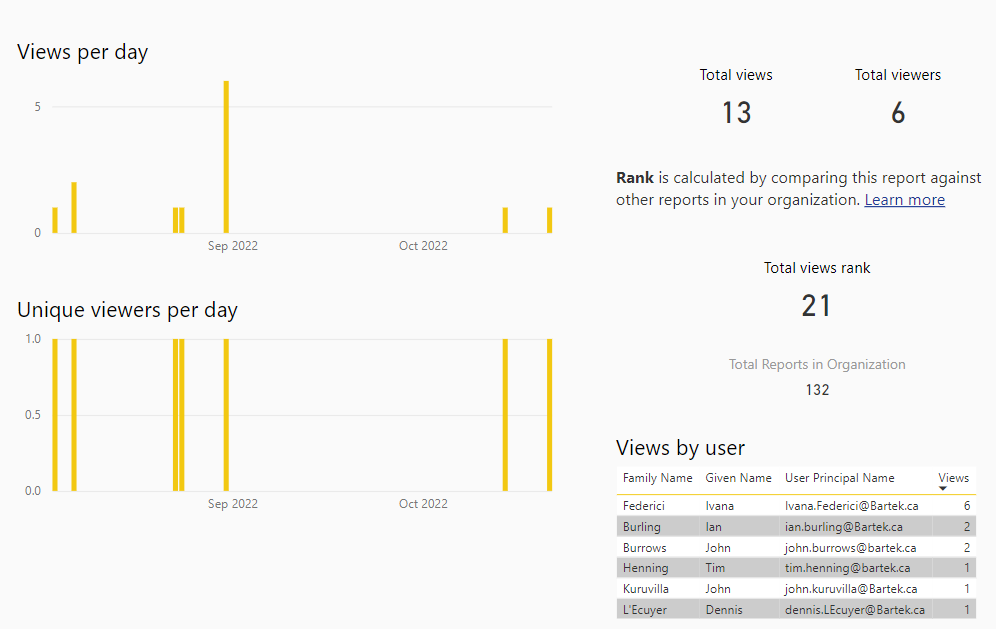 Views per day
5
0
Sep 2022 Oct 2022
Unique viewers per day
1.0
0.5
0.0
Sep 2022 Oct 2022
Total views Total viewers
13 6
Rank is calculated by comparing this report against
other reports in your organization. Learn more
Total views rank
21
Total Reports in Organization
132
Views by user
Family Name Given Name User Principal Name Views
Federici Ivana Ivana.Federici@Bartek.ca 6
Burling Ian ian.burling@Bartek.ca 2
Burrows John john.burrows@bartek.ca 2
Henning Tim tim.henning@bartek.ca 1
Kuruvilla John john.kuruvilla@Bartek.ca 1
L'Ecuyer Dennis dennis.LEcuyer@Bartek.ca 1